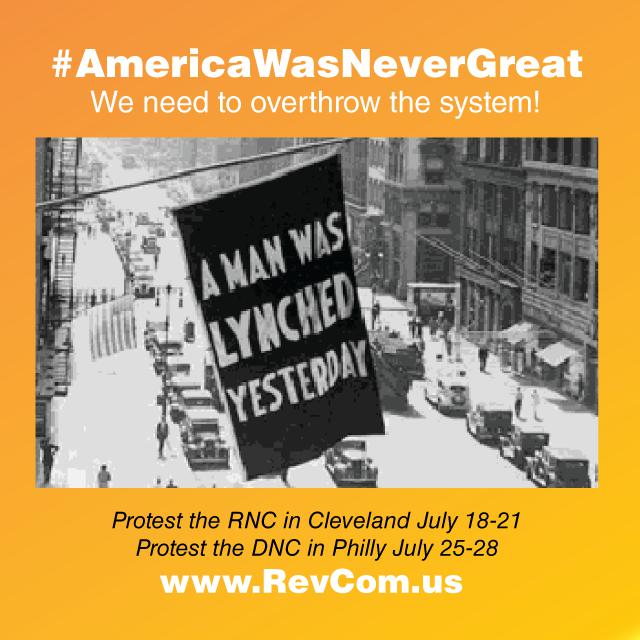 #AmericaWasNeverGreat
We need to overthrow the system!
A MAN WAS
LYNCHED
YESTERDAY
Protest the RNC in Cleveland July 18-21
Protest the DNC in Philly July 25-28
www.RevCom.us